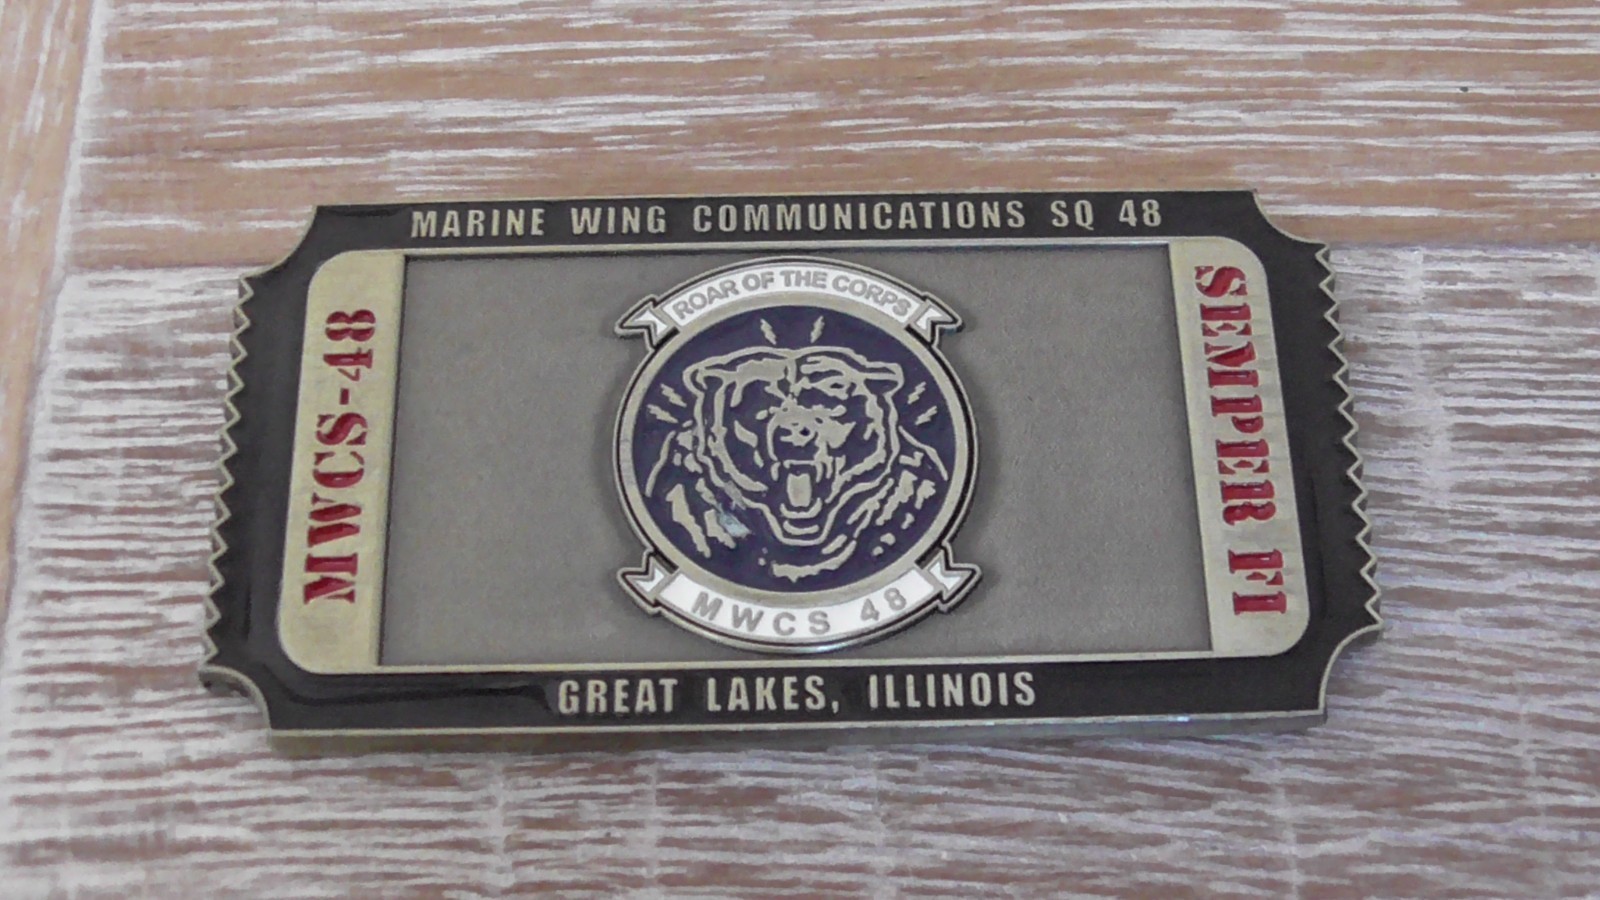 MARINE WING COMMUNICATIONS SQ 48
MWCS-48
ROAR OF THE CORPS
MWCS 48
SEMPER FI
GREAT LAKES, ILLINOIS